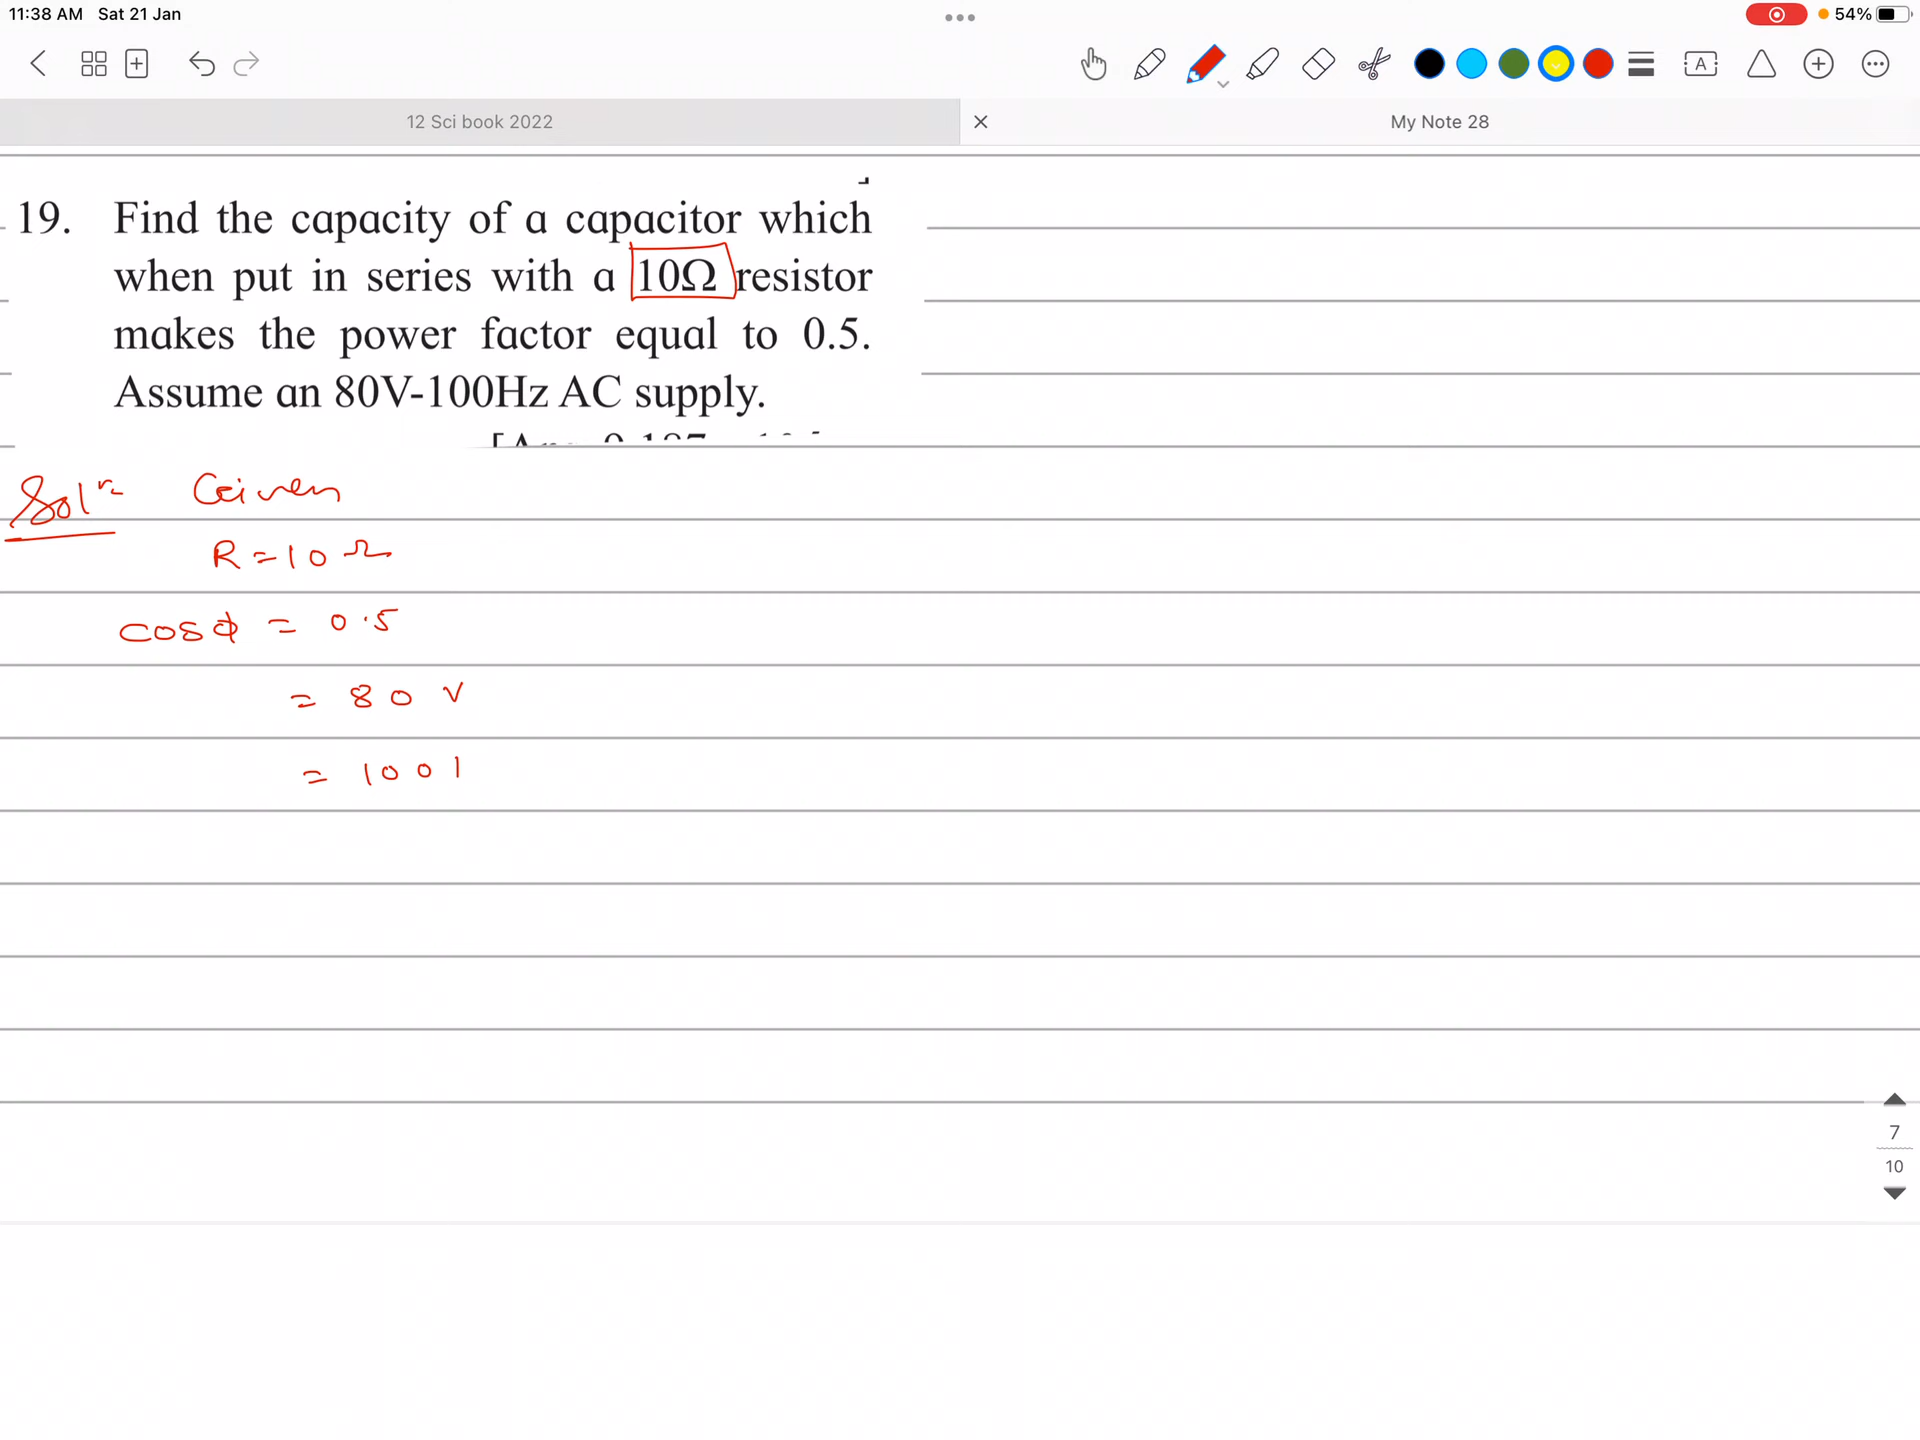 11:38 AM Sat 21 Jan
54%
A
12 Sci book 2022
My Note 28
19. Find the capacity of a capacitor which
when put in series with a 10Ω resistor
makes the power factor equal to 0.5.
Assume an 80V-100Hz AC supply.
Solⁿ Given
R = 10 Ω
cos ϕ = 0.5
= 80 V
= 100 |
7
10